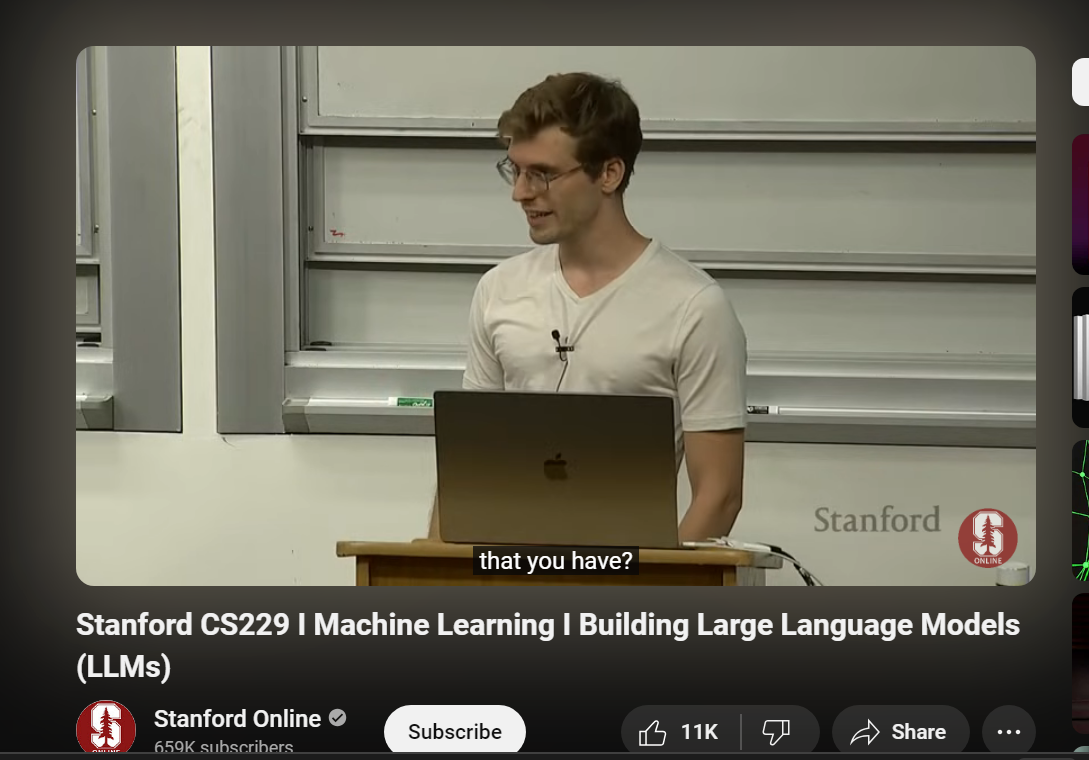 Stanford
S
ONLINE
that you have?
Stanford CS229 I Machine Learning I Building Large Language Models
(LLMs)
S
ONLINE
Stanford Online
659K subscribers
Subscribe
11K
Share